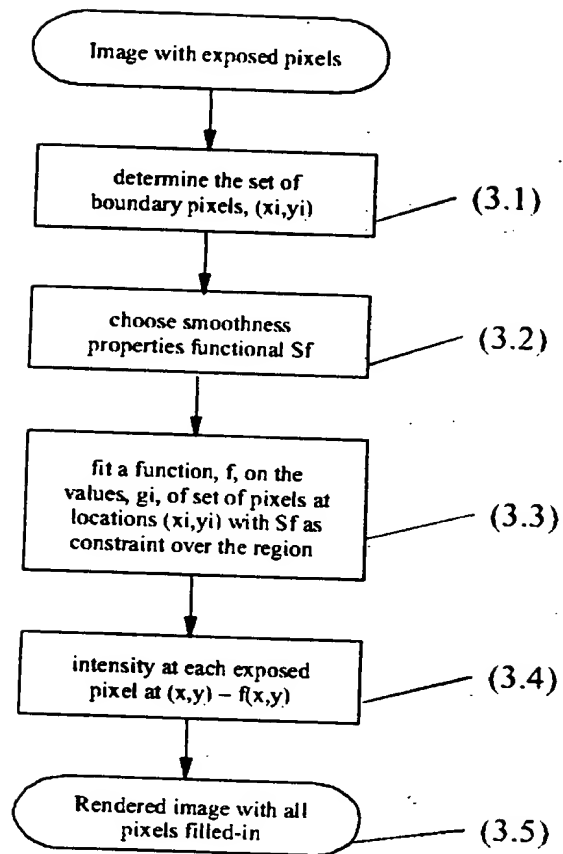 Image with exposed pixels
determine the set of
boundary pixels, (xi,yi)
(3.1)
choose smoothness
properties functional Sf
(3.2)
fit a function, f, on the
values, gi, of set of pixels at
locations (xi,yi) with Sf as
constraint over the region
(3.3)
intensity at each exposed
pixel at (x,y) – f(x,y)
(3.4)
Rendered image with all
pixels filled-in
(3.5)